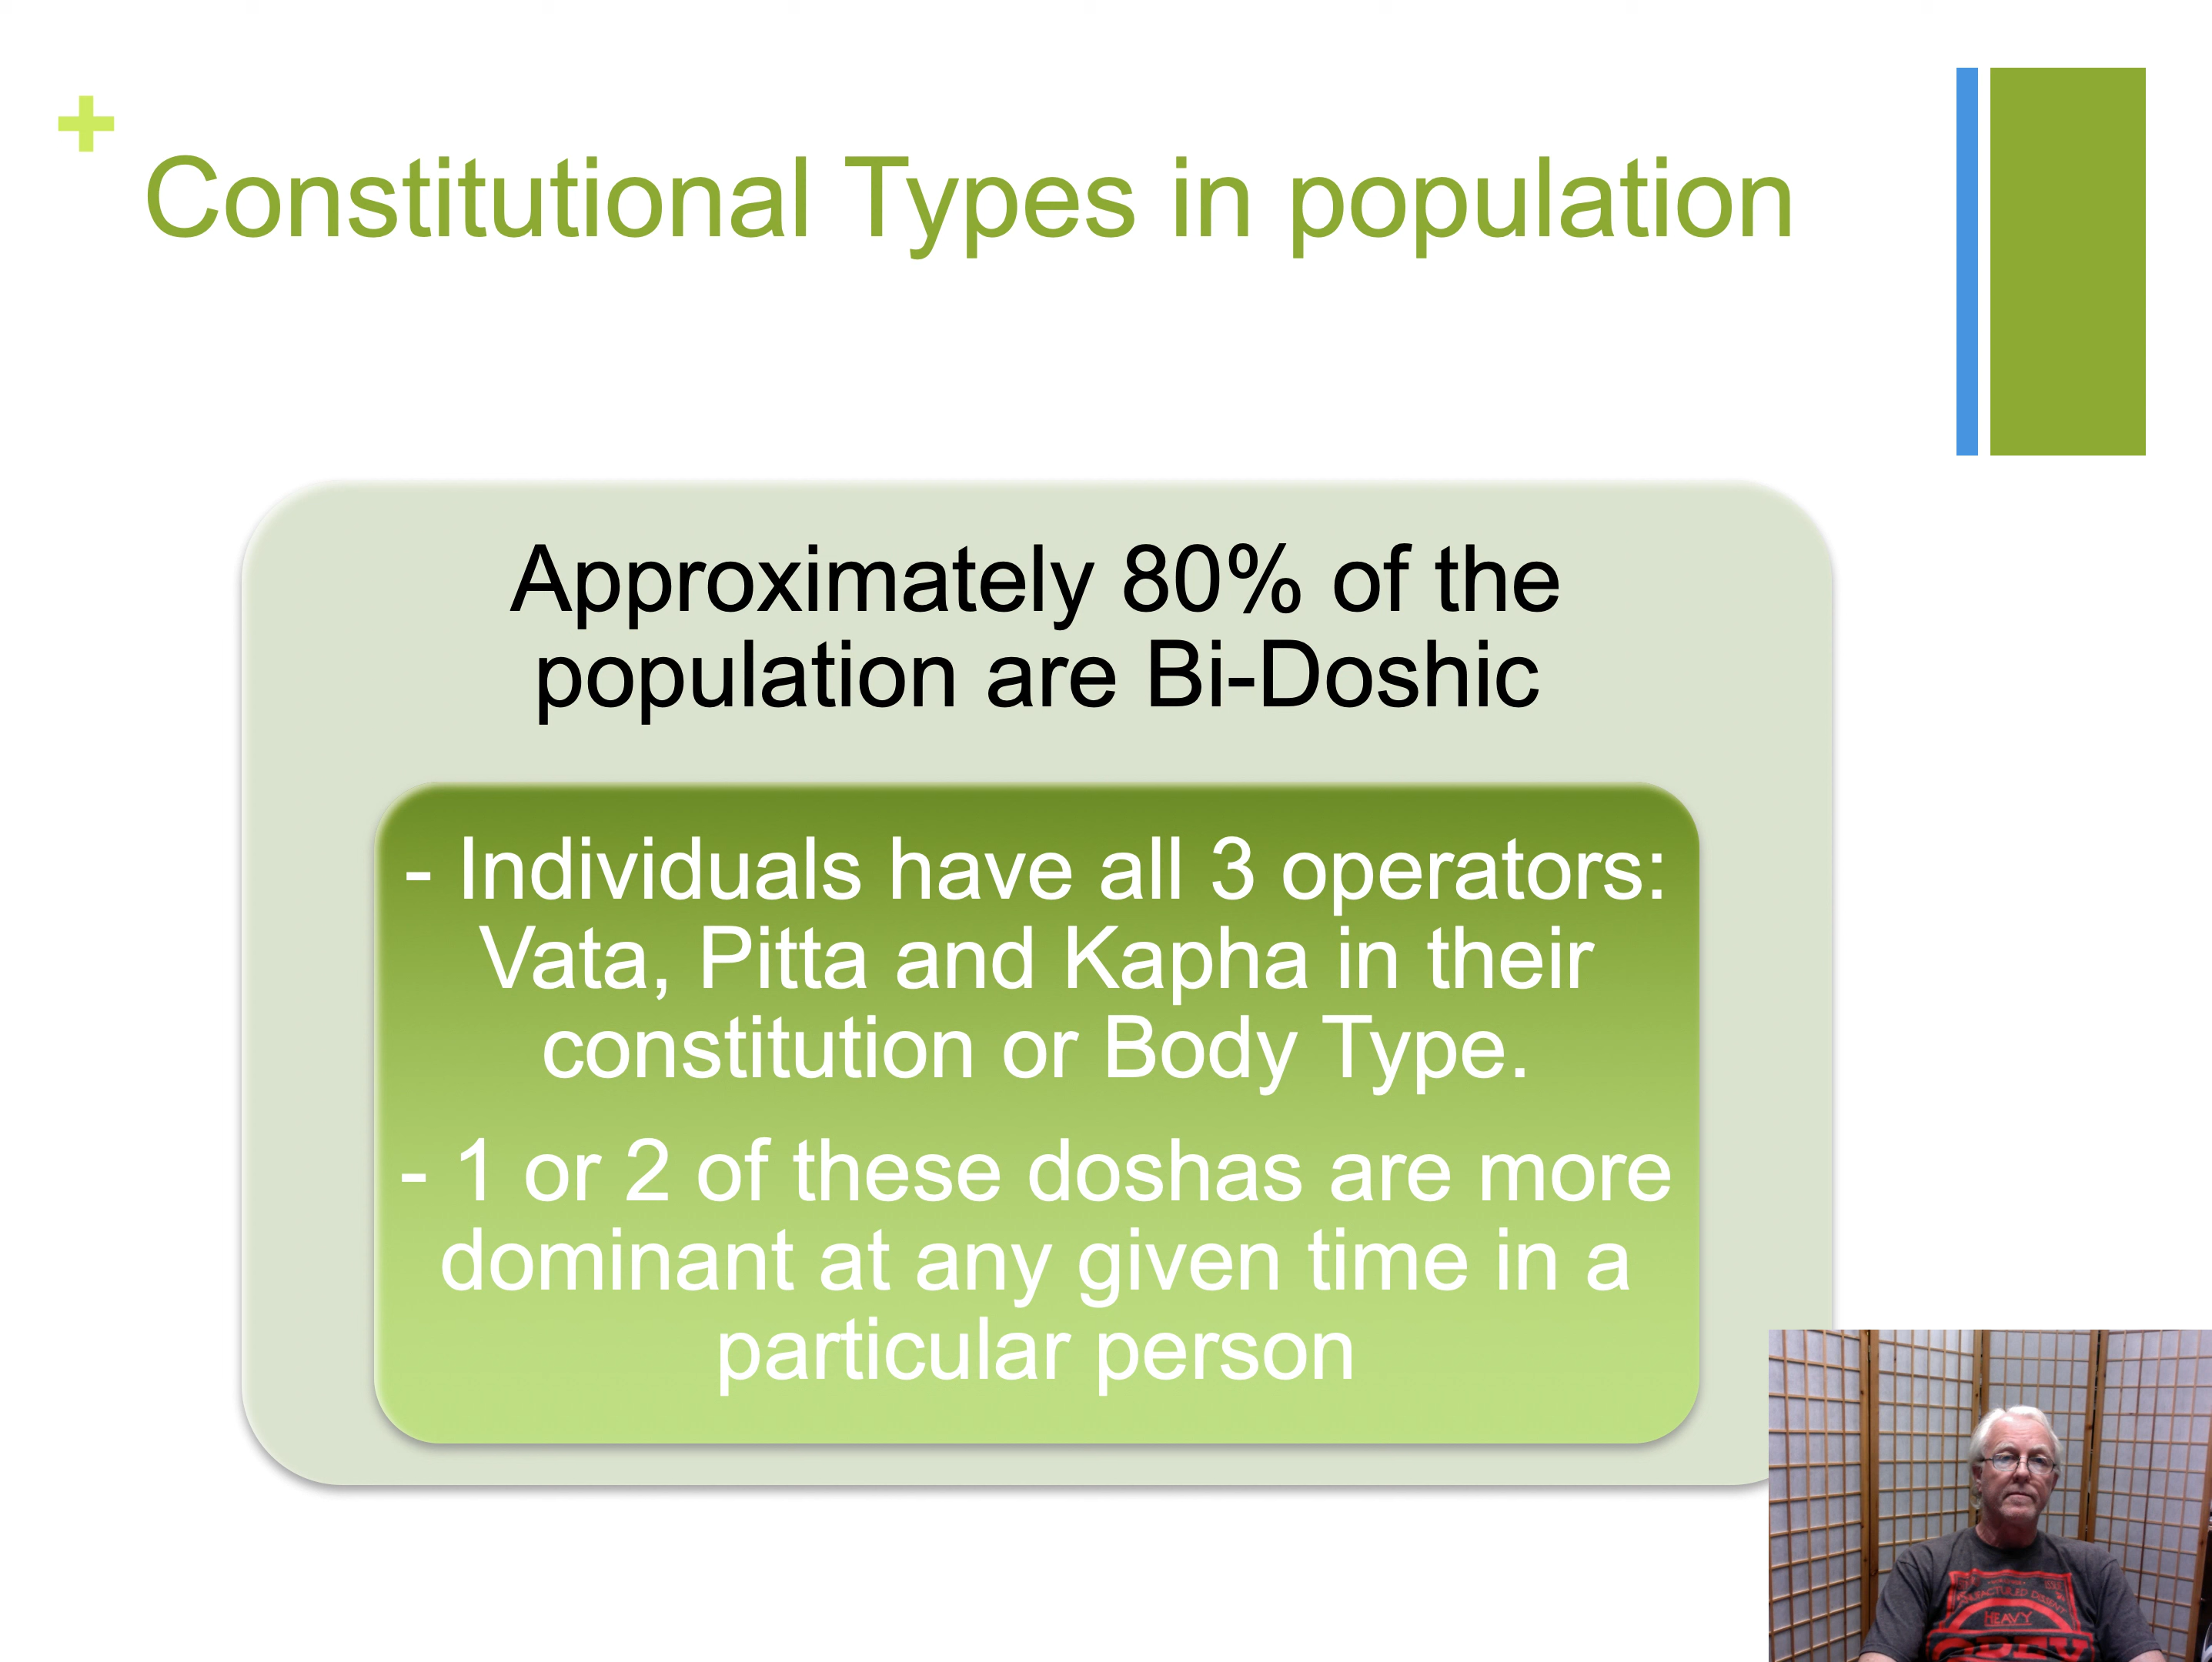 Constitutional Types in population
Approximately 80% of the
population are Bi-Doshic
- Individuals have all 3 operators:
Vata, Pitta and Kapha in their
constitution or Body Type.
- 1 or 2 of these doshas are more
dominant at any given time in a
particular person
HEAVY